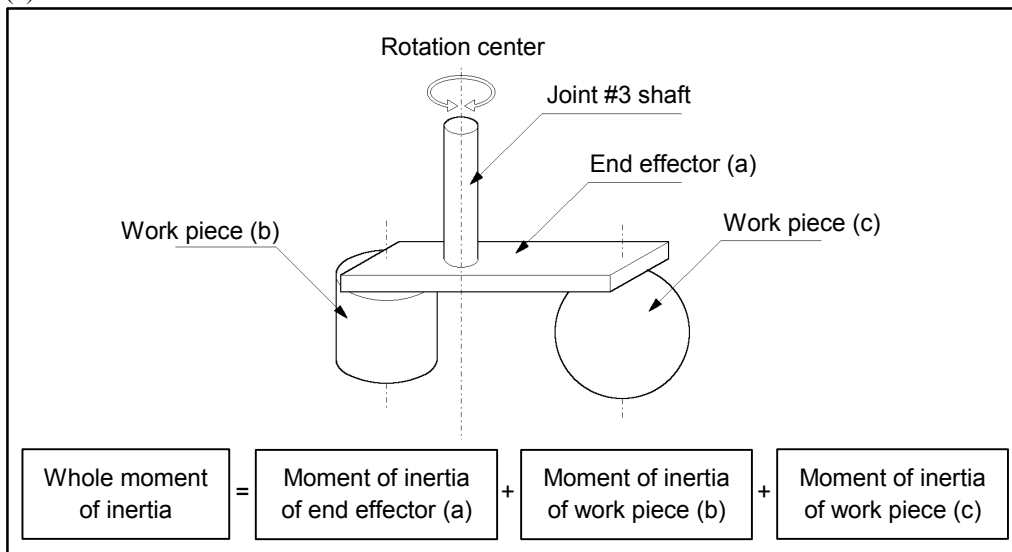 Rotation center
Joint #3 shaft
End effector (a)
Work piece (b)
Work piece (c)
Whole moment
of inertia
=
Moment of inertia
of end effector (a)
+
Moment of inertia
of work piece (b)
+
Moment of inertia
of work piece (c)